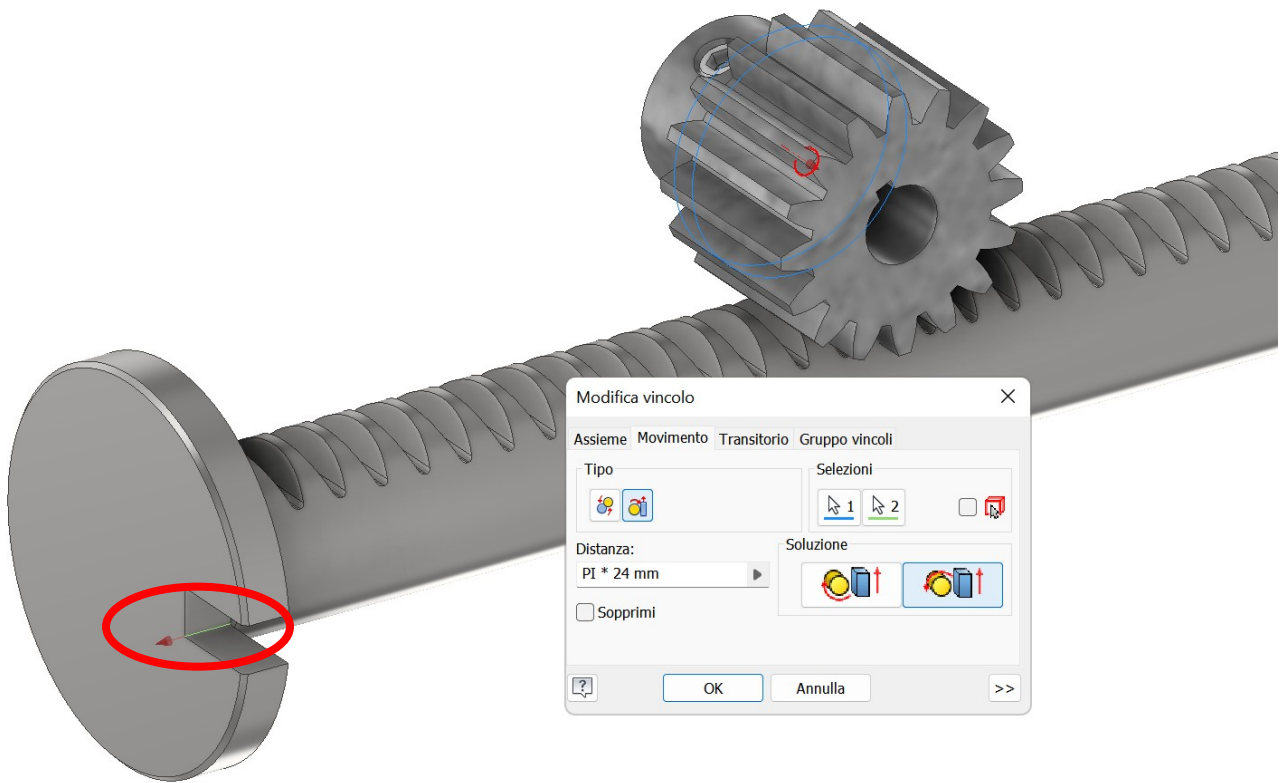 Modifica vincolo
Assieme Movimento Transitorio Gruppo vincoli
Tipo
Selezioni
1 2
Distanza:
PI * 24 mm
Soluzione
Sopprimi
?
OK Annulla >>